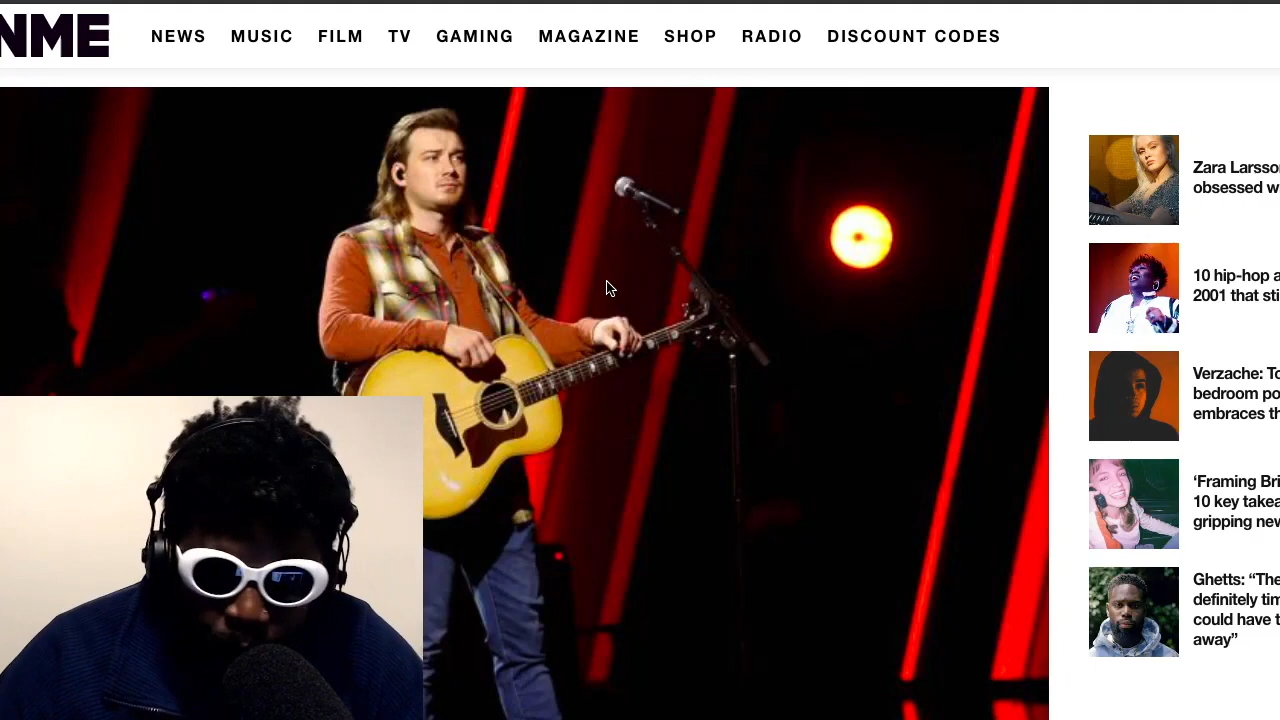 NME
NEWS MUSIC FILM TV GAMING MAGAZINE SHOP RADIO DISCOUNT CODES
Zara Larsso
obsessed w
10 hip-hop a
2001 that sti
Verzache: To
bedroom po
embraces th
‘Framing Bri
10 key takea
gripping nev
Ghetts: “The
definitely tim
could have t
away”